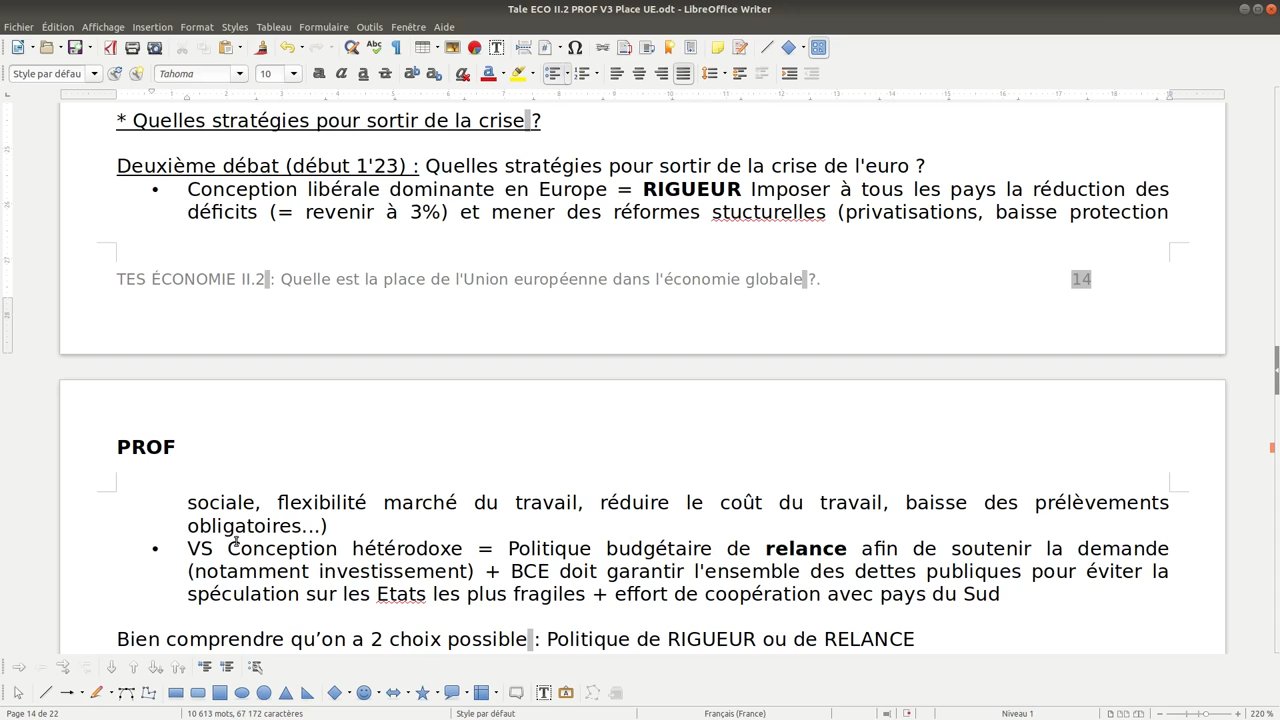 Tale ECO II.2 PROF V3 Place UE.odt - LibreOffice Writer
Fichier Édition Affichage Insertion Format Styles Tableau Formulaire Outils Fenêtre Aide
Style par défau Tahoma 10
* Quelles stratégies pour sortir de la crise ?
Deuxième débat (début 1'23) : Quelles stratégies pour sortir de la crise de l'euro ?
• Conception libérale dominante en Europe = RIGUEUR Imposer à tous les pays la réduction des
déficits (= revenir à 3%) et mener des réformes stucturelles (privatisations, baisse protection
TES ÉCONOMIE II.2 : Quelle est la place de l'Union européenne dans l'économie globale ?. 14
PROF
sociale, flexibilité marché du travail, réduire le coût du travail, baisse des prélèvements
obligatoires...)
• VS Conception hétérodoxe = Politique budgétaire de relance afin de soutenir la demande
(notamment investissement) + BCE doit garantir l'ensemble des dettes publiques pour éviter la
spéculation sur les Etats les plus fragiles + effort de coopération avec pays du Sud
Bien comprendre qu’on a 2 choix possible : Politique de RIGUEUR ou de RELANCE
Page 14 de 22 10 613 mots, 67 172 caractères Style par défaut Français (France) Niveau 1 220 %